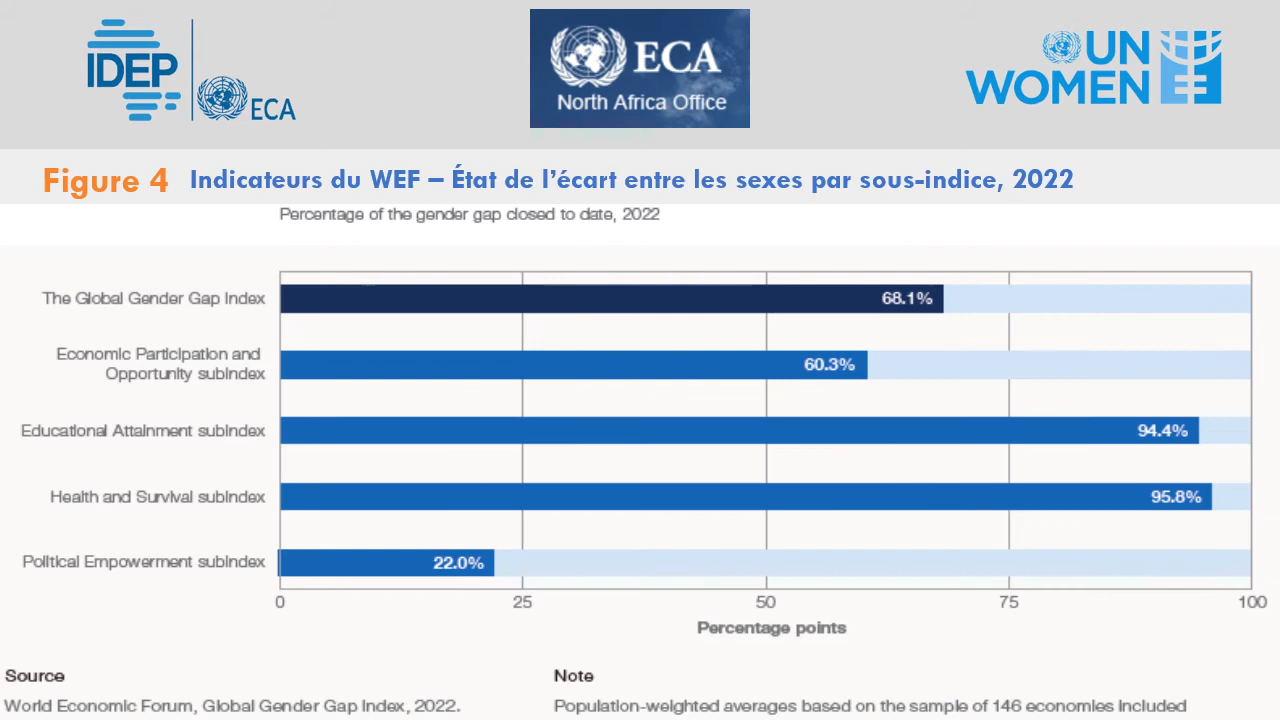 IDEP
ECA
ECA
North Africa Office
UN
WOMEN
Figure 4 Indicateurs du WEF – État de l'écart entre les sexes par sous-indice, 2022
Percentage of the gender gap closed to date, 2022
The Global Gender Gap Index
68.1%
Economic Participation and
Opportunity subindex
60.3%
Educational Attainment subindex
94.4%
Health and Survival subindex
95.8%
Political Empowerment subindex
22.0%
0 25 50 75 100
Percentage points
Source
World Economic Forum, Global Gender Gap Index, 2022.
Note
Population-weighted averages based on the sample of 146 economies included